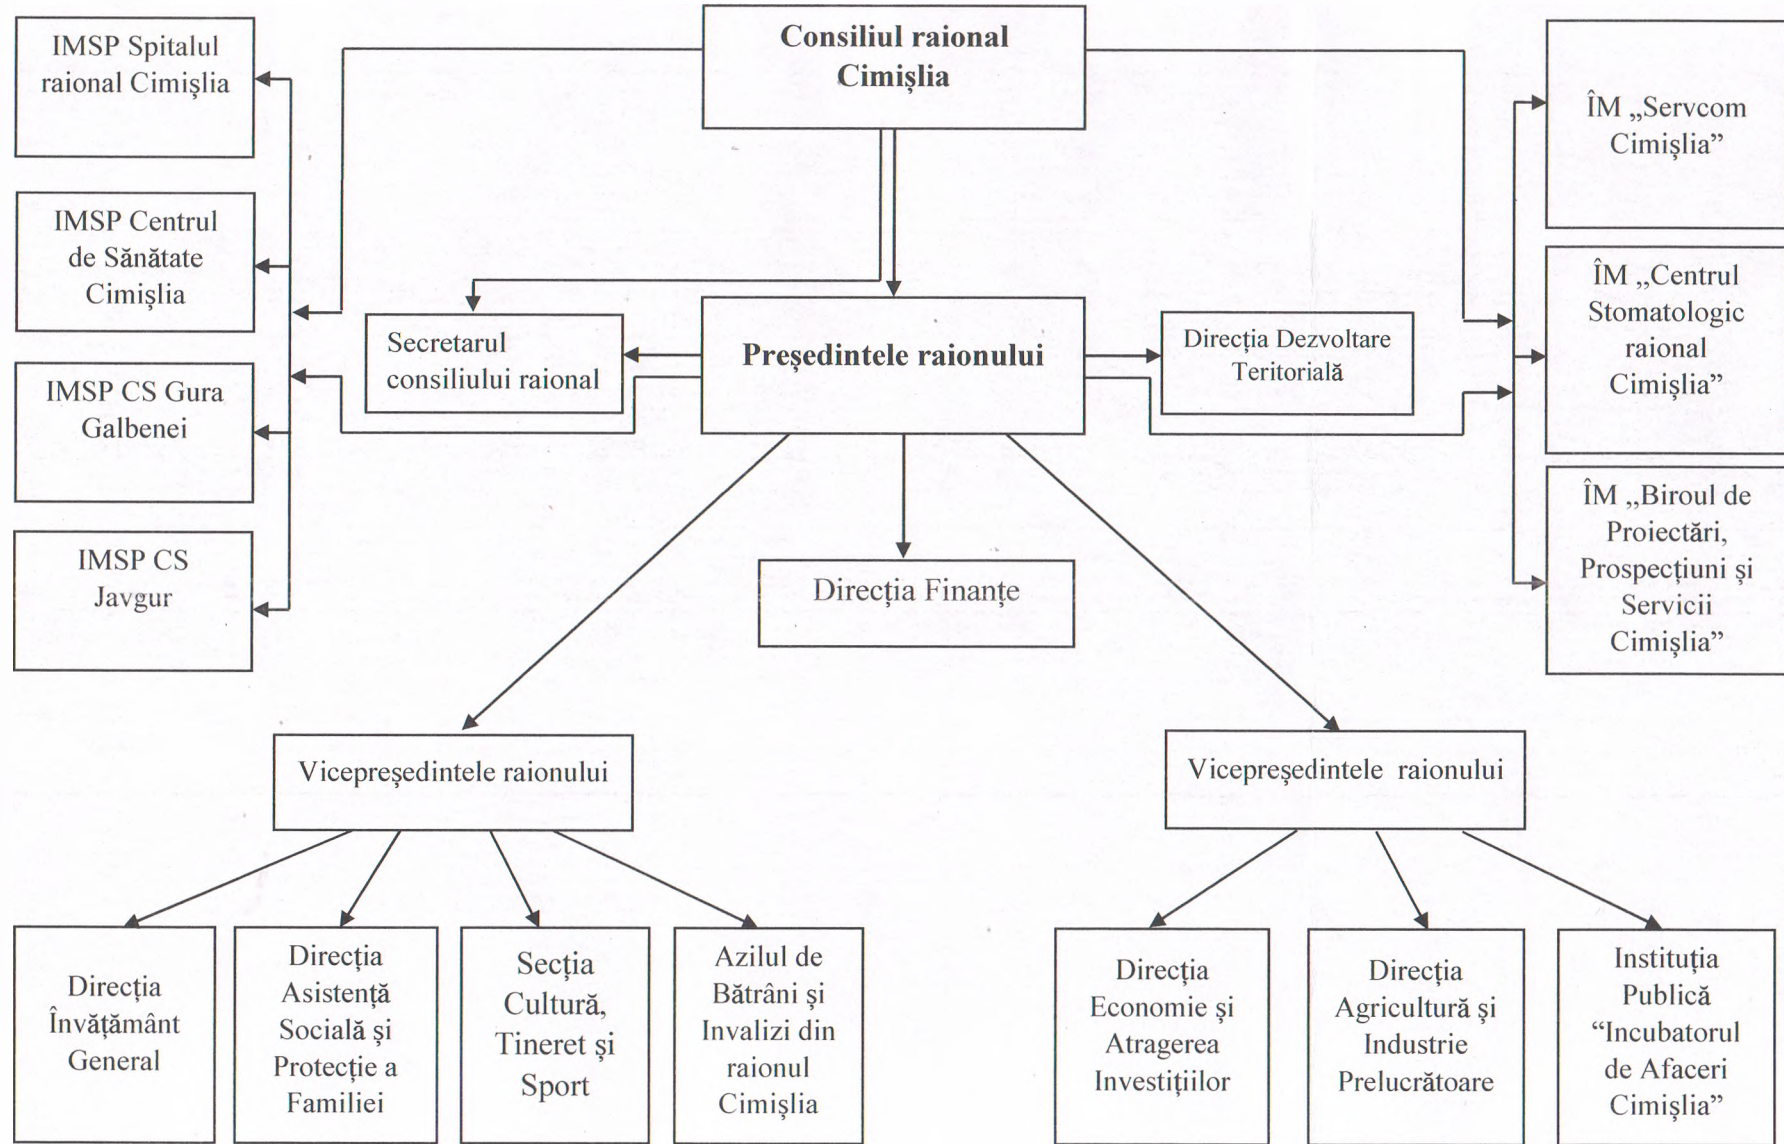 Consiliul raional
Cimişlia
IMSP Spitalul
raional Cimişlia
IMSP Centrul
de Sănătate
Cimişlia
IMSP CS Gura
Galbenei
IMSP CS
Javgur
Secretarul
consiliului raional
Preşedintele raionului
Direcţia Dezvoltare
Teritorială
ÎM „Servcom
Cimişlia”
ÎM „Centrul
Stomatologic
raional
Cimişlia”
ÎM „Biroul de
Proiectări,
Prospecţiuni şi
Servicii
Cimişlia”
Direcţia Finanţe
Vicepreşedintele raionului
Vicepreşedintele raionului
Direcţia
Învăţământ
General
Direcţia
Asistenţă
Socială şi
Protecţie a
Familiei
Secţia
Cultură,
Tineret şi
Sport
Azilul de
Bătrâni şi
Invalizi din
raionul
Cimişlia
Direcţia
Economie şi
Atragerea
Investiţiilor
Direcţia
Agricultură şi
Industrie
Prelucrătoare
Instituţia
Publică
“Incubatorul
de Afaceri
Cimişlia”